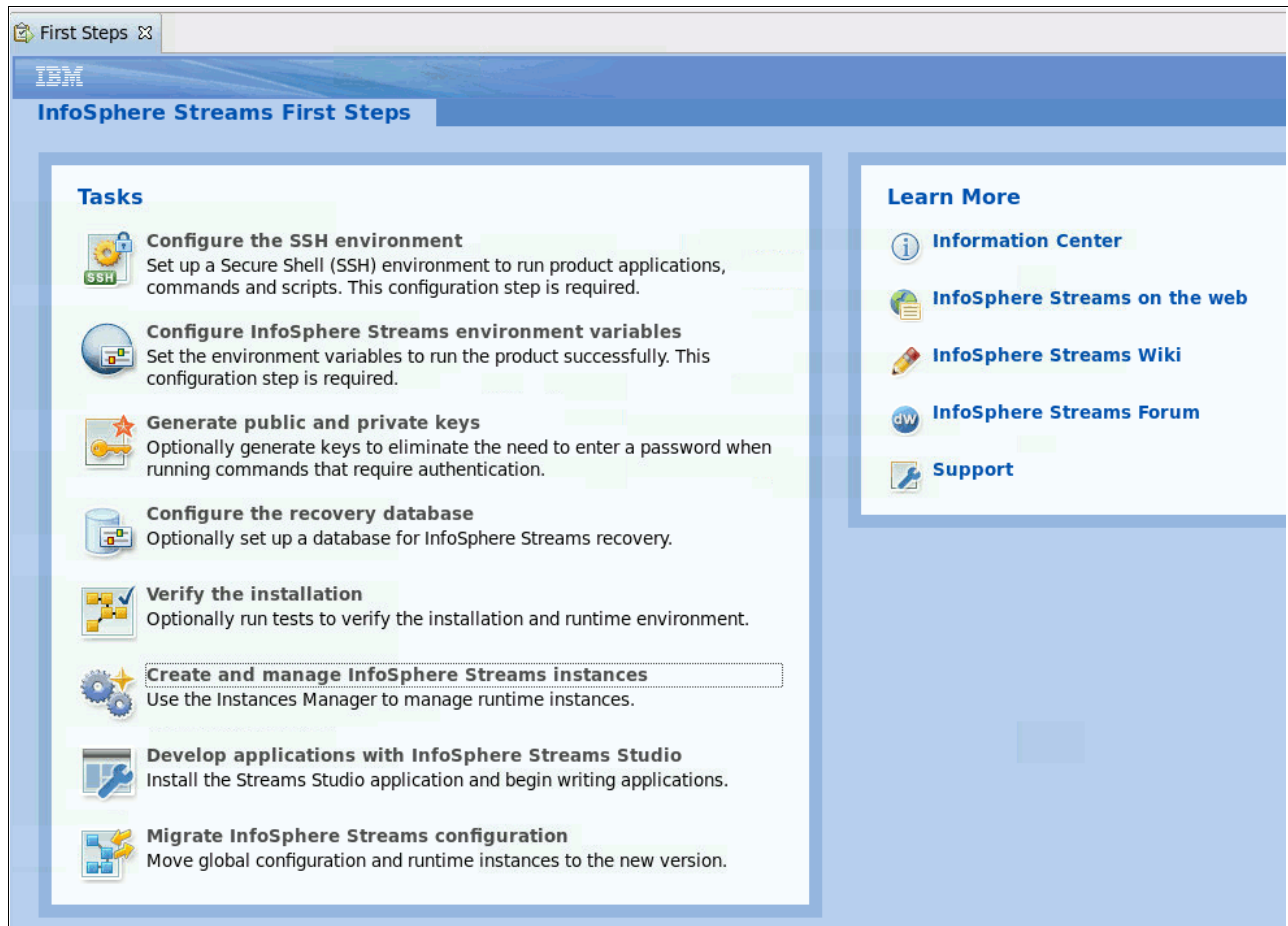 First Steps
IBM
InfoSphere Streams First Steps
Tasks
Configure the SSH environment
Set up a Secure Shell (SSH) environment to run product applications,
commands and scripts. This configuration step is required.
SSH
Configure InfoSphere Streams environment variables
Set the environment variables to run the product successfully. This
configuration step is required.
Generate public and private keys
Optionally generate keys to eliminate the need to enter a password when
running commands that require authentication.
Configure the recovery database
Optionally set up a database for InfoSphere Streams recovery.
Verify the installation
Optionally run tests to verify the installation and runtime environment.
Create and manage InfoSphere Streams instances
Use the Instances Manager to manage runtime instances.
Develop applications with InfoSphere Streams Studio
Install the Streams Studio application and begin writing applications.
Migrate InfoSphere Streams configuration
Move global configuration and runtime instances to the new version.
Learn More
i
Information Center
InfoSphere Streams on the web
InfoSphere Streams Wiki
dW
InfoSphere Streams Forum
Support